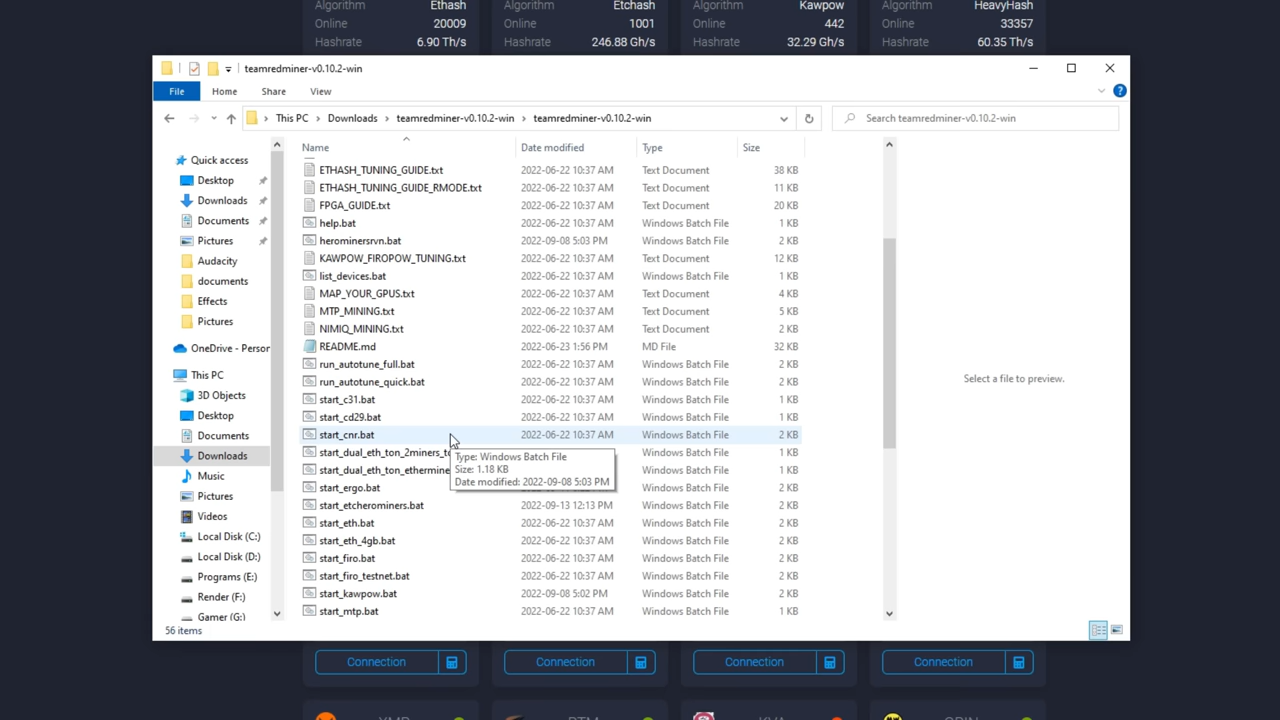 Algorithm Ethash Algorithm Etchash Algorithm Kawpow Algorithm HeavyHash
Online 20009 Online 1001 Online 442 Online 33357
Hashrate 6.90 Th/s Hashrate 246.88 Gh/s Hashrate 32.29 Gh/s Hashrate 60.35 Th/s
teamredminer-v0.10.2-win
File Home Share View
This PC Downloads teamredminer-v0.10.2-win teamredminer-v0.10.2-win Search teamredminer-v0.10.2-win
Name Date modified Type Size
Quick access
Desktop
Downloads
Documents
Pictures
Audacity
documents
Effects
Pictures
OneDrive - Person
This PC
3D Objects
Desktop
Documents
Downloads
Music
Pictures
Videos
Local Disk (C:)
Local Disk (D:)
Programs (E:)
Render (F:)
Gamer (G:)
ETHASH_TUNING_GUIDE.txt 2022-06-22 10:37 AM Text Document 38 KB
ETHASH_TUNING_GUIDE_RMODE.txt 2022-06-22 10:37 AM Text Document 11 KB
FPGA_GUIDE.txt 2022-06-22 10:37 AM Text Document 20 KB
help.bat 2022-06-22 10:37 AM Windows Batch File 1 KB
herominersrvn.bat 2022-09-08 5:03 PM Windows Batch File 2 KB
KAWPOW_FIROPOW_TUNING.txt 2022-06-22 10:37 AM Text Document 12 KB
list_devices.bat 2022-06-22 10:37 AM Windows Batch File 1 KB
MAP_YOUR_GPUS.txt 2022-06-22 10:37 AM Text Document 4 KB
MTP_MINING.txt 2022-06-22 10:37 AM Text Document 5 KB
NIMIQ_MINING.txt 2022-06-22 10:37 AM Text Document 2 KB
README.md 2022-06-23 1:56 PM MD File 32 KB
run_autotune_full.bat 2022-06-22 10:37 AM Windows Batch File 2 KB
run_autotune_quick.bat 2022-06-22 10:37 AM Windows Batch File 2 KB
start_c31.bat 2022-06-22 10:37 AM Windows Batch File 1 KB
start_cd29.bat 2022-06-22 10:37 AM Windows Batch File 1 KB
start_cnr.bat 2022-06-22 10:37 AM Windows Batch File 2 KB
start_dual_eth_ton_2miners_to Windows Batch File 2 KB
start_dual_eth_ton_ethermine Windows Batch File 2 KB
start_ergo.bat Windows Batch File 2 KB
start_etcherominers.bat 2022-09-13 12:13 PM Windows Batch File 2 KB
start_eth.bat 2022-06-22 10:37 AM Windows Batch File 2 KB
start_eth_4gb.bat 2022-06-22 10:37 AM Windows Batch File 2 KB
start_firo.bat 2022-06-22 10:37 AM Windows Batch File 2 KB
start_firo_testnet.bat 2022-06-22 10:37 AM Windows Batch File 2 KB
start_kawpow.bat 2022-09-08 5:02 PM Windows Batch File 2 KB
start_mtp.bat 2022-06-22 10:37 AM Windows Batch File 1 KB
Type: Windows Batch File
Size: 1.18 KB
Date modified: 2022-09-08 5:03 PM
Select a file to preview.
56 items
Connection Connection Connection Connection